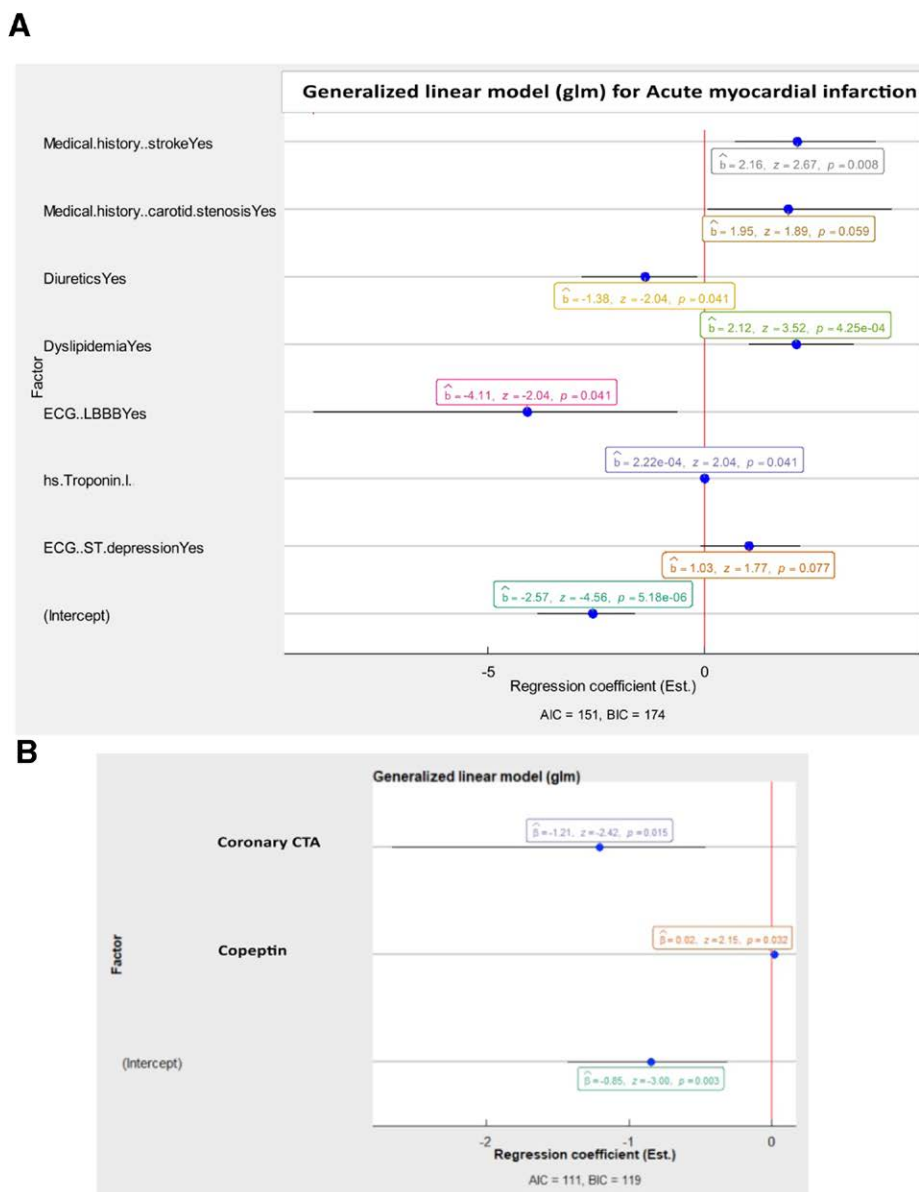 A
Generalized linear model (glm) for Acute myocardial infarction
Medical.history..strokeYes
b̂ = 2.16, z = 2.67, p = 0.008
Medical.history..carotid.stenosisYes
b̂ = 1.95, z = 1.89, p = 0.059
DiureticsYes
b̂ = -1.38, z = -2.04, p = 0.041
b̂ = 2.12, z = 3.52, p = 4.25e-04
DyslipidemiaYes
Factor
b̂ = -4.11, z = -2.04, p = 0.041
ECG..LBBBYes
b̂ = 2.22e-04, z = 2.04, p = 0.041
hs.Troponin.I.
ECG..ST.depressionYes
b̂ = 1.03, z = 1.77, p = 0.077
b̂ = -2.57, z = -4.56, p = 5.18e-06
(Intercept)
-5 0
Regression coefficient (Est.)
AIC = 151, BIC = 174
B
Generalized linear model (glm)
β̂ = -1.21, z = -2.42, p = 0.015
Coronary CTA
β̂ = 0.02, z = 2.15, p = 0.032
Copeptin
Factor
(Intercept)
β̂ = -0.85, z = -3.00, p = 0.003
-2 -1 0
Regression coefficient (Est.)
AIC = 111, BIC = 119